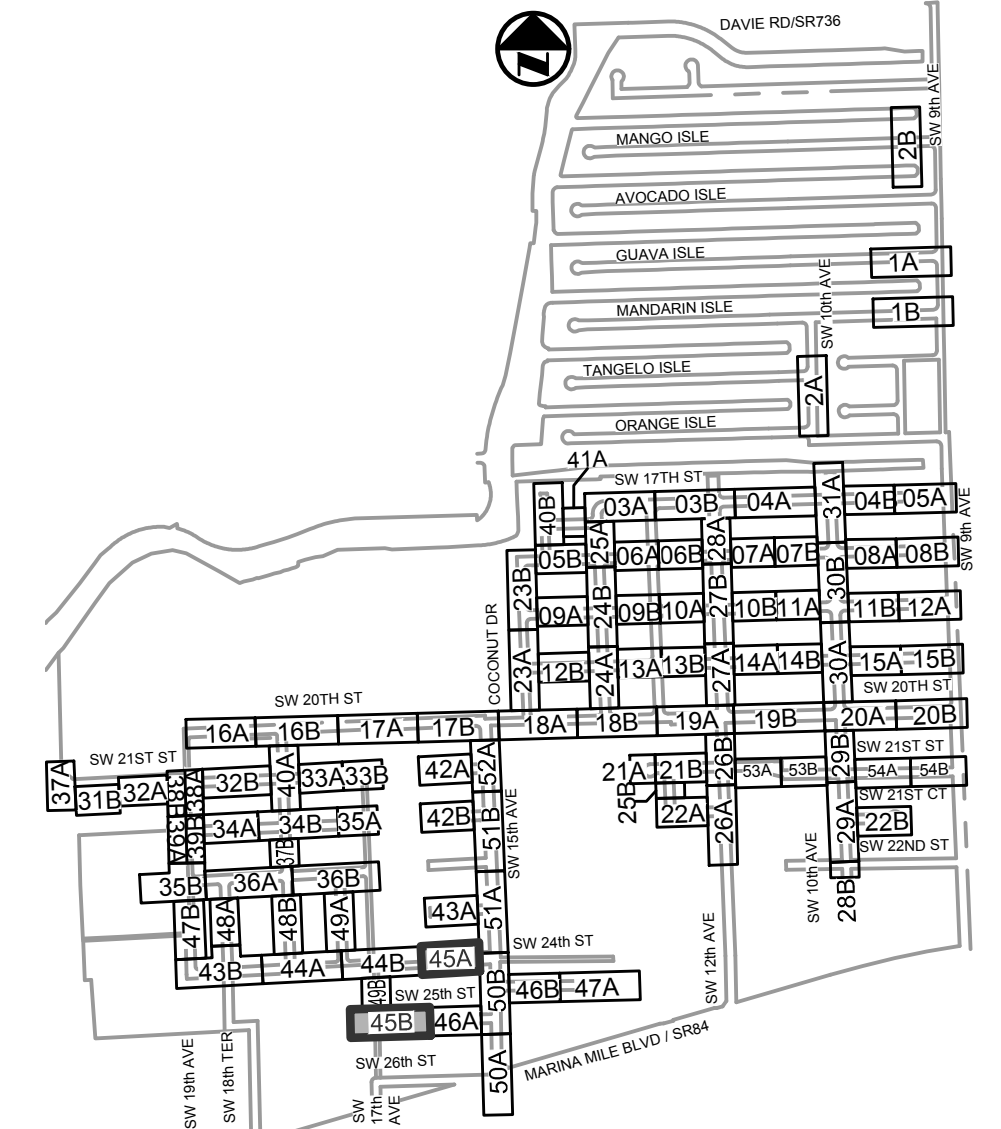 DAVIE RD/SR736
SW 9th AVE
MANGO ISLE
2B
AVOCADO ISLE
GUAVA ISLE
1A
SW 10th AVE
MANDARIN ISLE
1B
TANGELO ISLE
2A
ORANGE ISLE
41A
SW 17TH ST
40B
03A
03B
04A
31A
04B
05A
SW 9th AVE
05B
25A
06A
06B
28A
07A
07B
30B
08A
08B
23B
09A
24B
09B
10A
27B
10B
11A
11B
12A
COCONUT DR
23A
12B
24A
13A
13B
27A
14A
14B
30A
15A
15B
SW 20TH ST
SW 20TH ST
16A
16B
17A
17B
18A
18B
19A
19B
20A
20B
SW 21ST ST
SW 21ST ST
37A
31B
32A
38B
38A
32B
40A
33A
33B
42A
52A
21A
21B
26B
53A
53B
29B
54A
54B
25B
SW 21ST CT
39A
39B
34A
34B
35A
42B
51B
SW 15th AVE
22A
26A
29A
22B
37B
SW 22ND ST
35B
36A
36B
SW 10th AVE
28B
47B
48A
48B
49A
43A
51A
SW 12th AVE
43B
44A
44B
45A
SW 24th ST
49B
SW 25th ST
50B
46B
47A
45B
46A
SW 26th ST
50A
MARINA MILE BLVD / SR84
SW 19th AVE
SW 18th TER
SW
17th
AVE